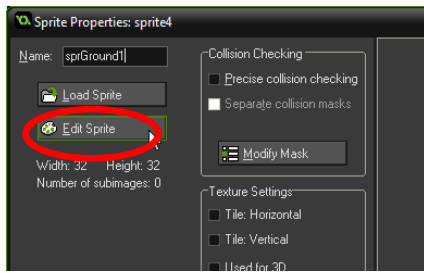 Sprite Properties: sprite4
Name: sprGround1
Load Sprite
Edit Sprite
Width: 32 Height: 32
Number of subimages: 0
Collision Checking
Precise collision checking
Separate collision masks
Modify Mask
Texture Settings
Tile: Horizontal
Tile: Vertical
Used for 3D